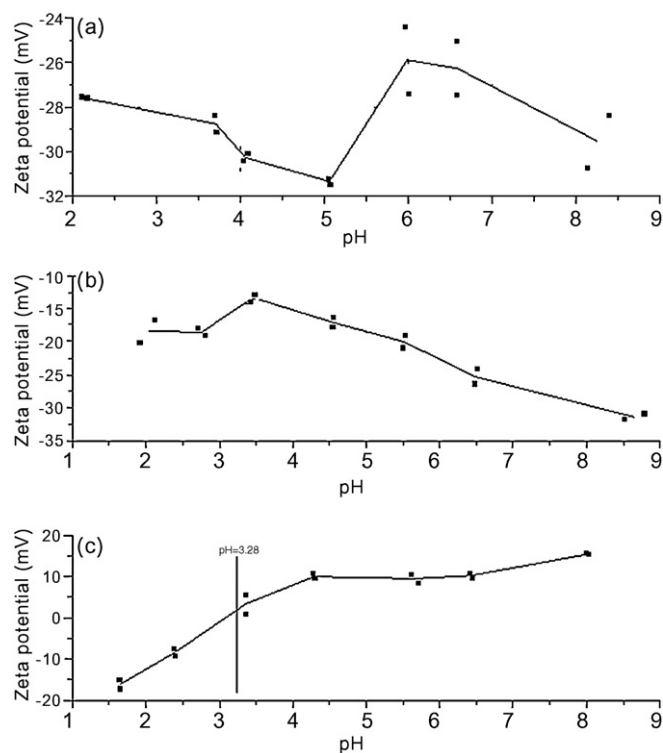 (a)
Zeta potential (mV)
-24
-26
-28
-30
-32
2 3 4 5 6 7 8 9
pH
(b)
Zeta potential (mV)
-10
-15
-20
-25
-30
-35
1 2 3 4 5 6 7 8 9
pH
(c)
pH=3.28
Zeta potential (mV)
20
10
0
-10
-20
1 2 3 4 5 6 7 8 9
pH